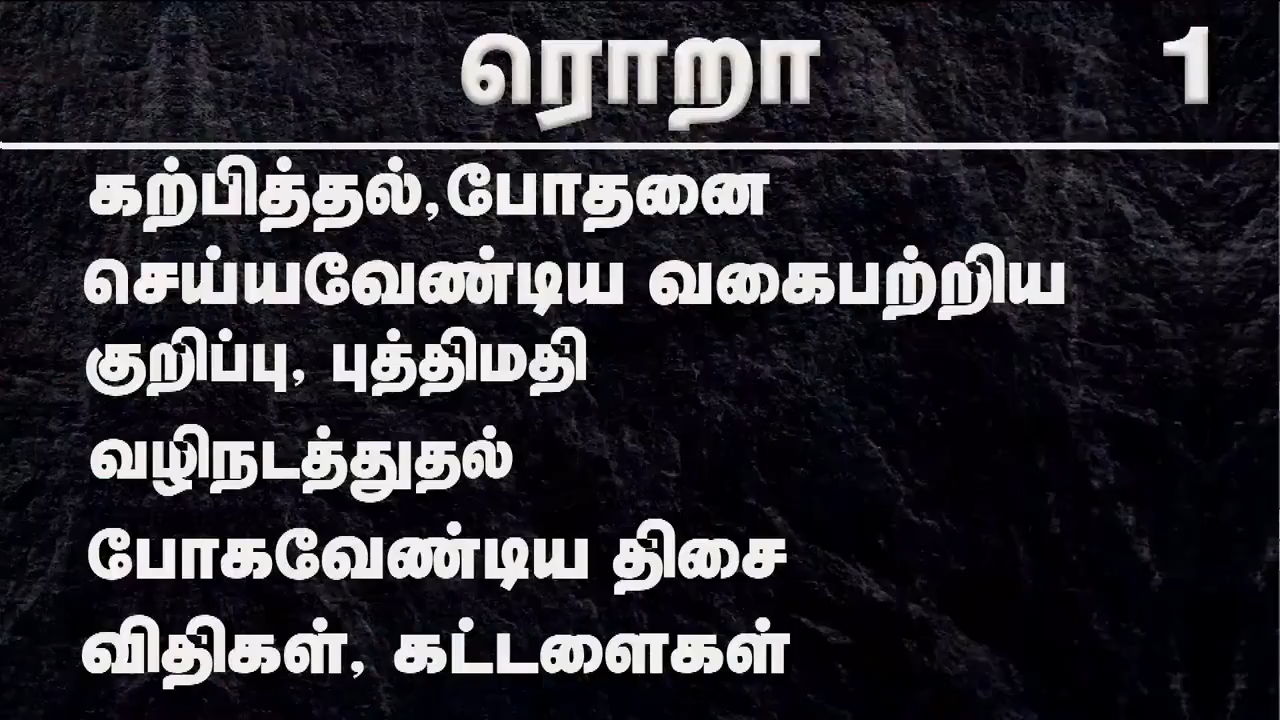 ரொறா
1
கற்பித்தல்,போதனை
செய்யவேண்டிய வகைபற்றிய
குறிப்பு, புத்திமதி
வழிநடத்துதல்
போகவேண்டிய திசை
விதிகள், கட்டளைகள்